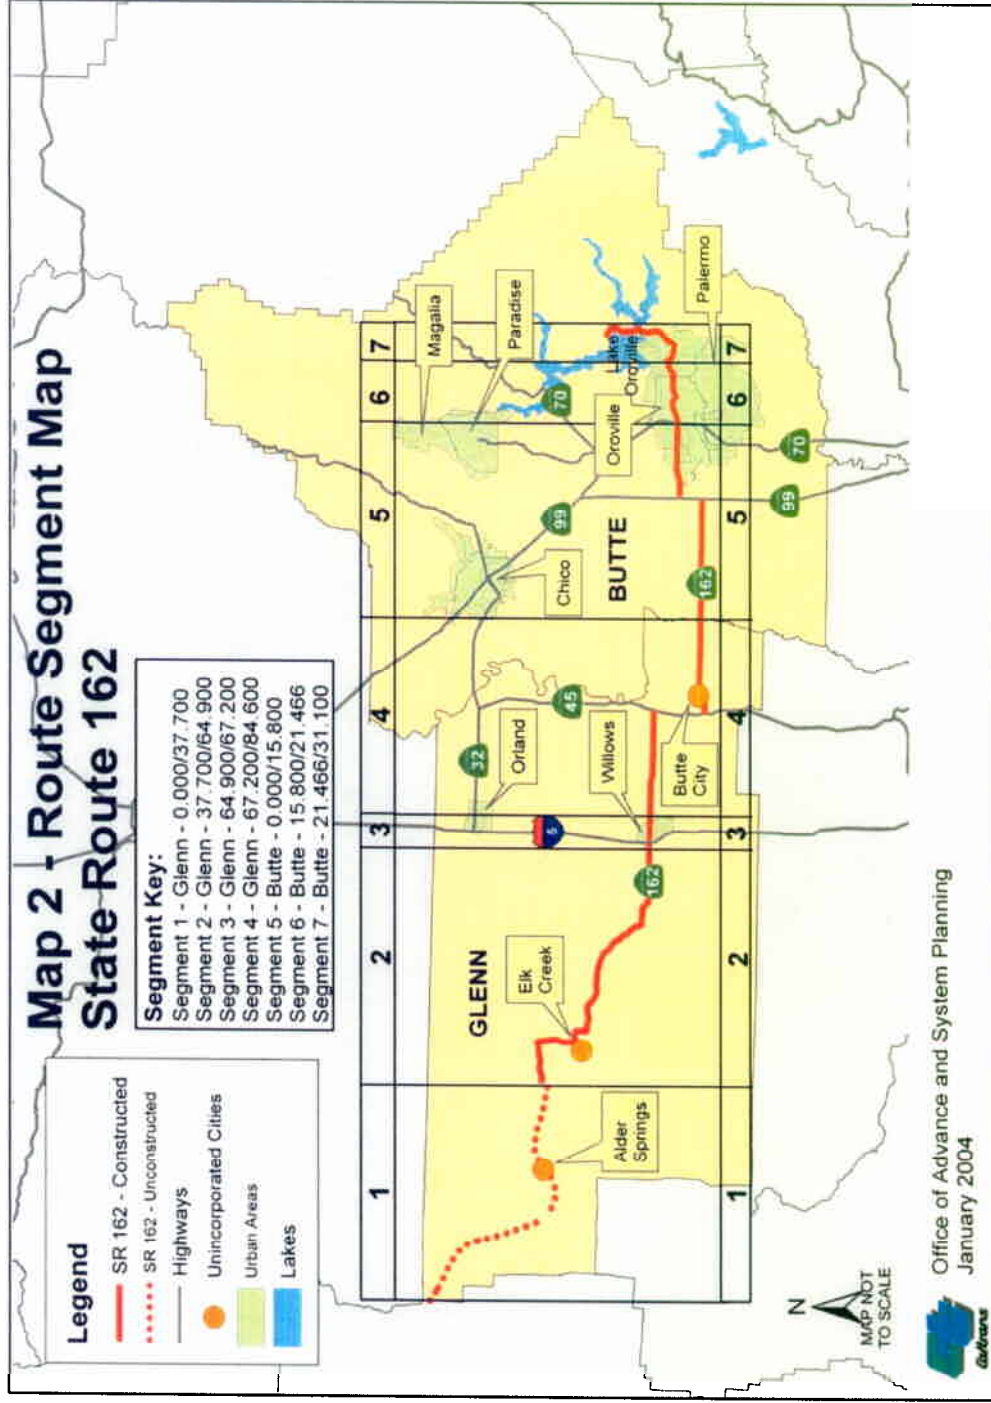 Map 2 - Route Segment Map
State Route 162
Legend
SR 162 - Constructed
SR 162 - Unconstructed
Highways
Unincorporated Cities
Urban Areas
Lakes
Segment Key:
Segment 1 - Glenn - 0.000/37.700
Segment 2 - Glenn - 37.700/64.900
Segment 3 - Glenn - 64.900/67.200
Segment 4 - Glenn - 67.200/84.600
Segment 5 - Butte - 0.000/15.800
Segment 6 - Butte - 15.800/21.466
Segment 7 - Butte - 21.466/31.100
1
2
3
4
5
6
7
Magalia
Paradise
32
Orland
GLENN
Chico
99
70
5
45
Elk
Creek
Lake
Oroville
Oroville
BUTTE
Willows
Alder
Springs
162
162
Butte
City
Palermo
1
2
3
4
5
6
7
99
70
N
MAP NOT
TO SCALE
Caltrans
Office of Advance and System Planning
January 2004